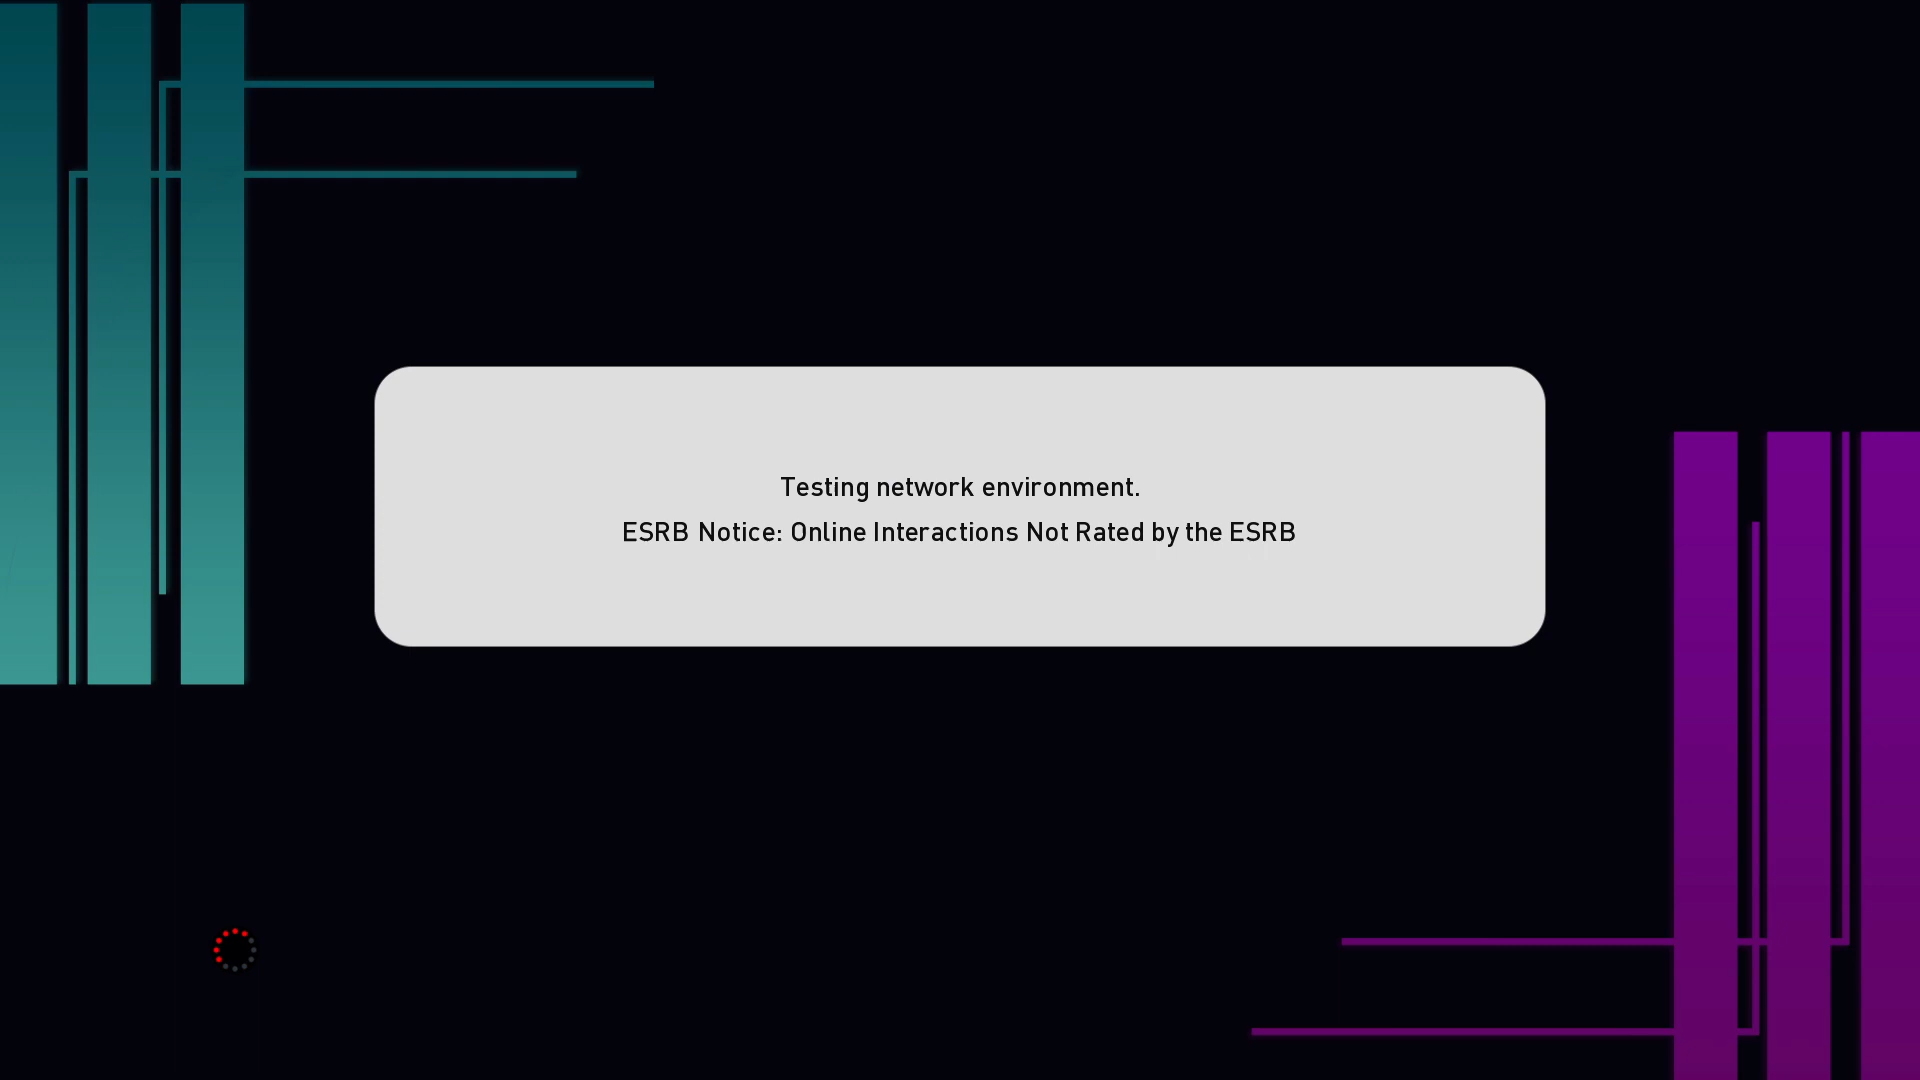 Testing network environment.
ESRB Notice: Online Interactions Not Rated by the ESRB